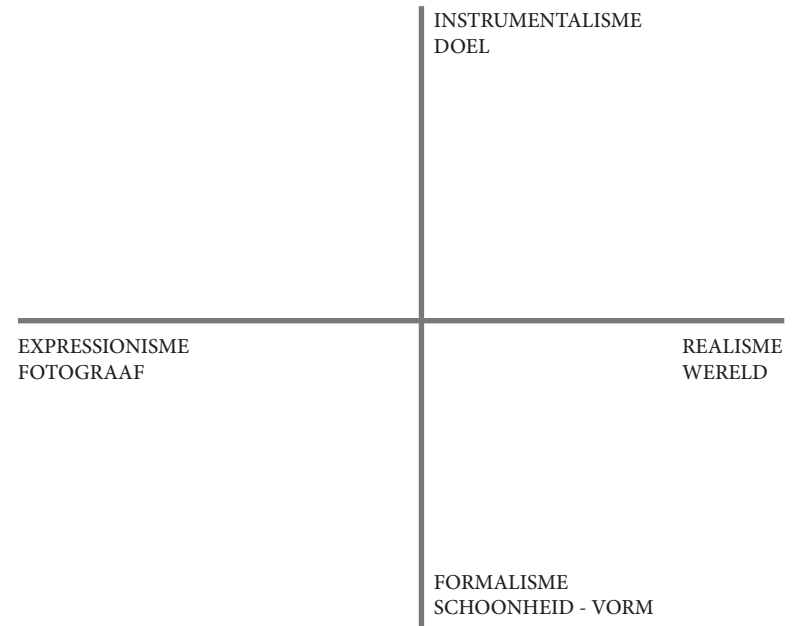 INSTRUMENTALISME
DOEL
EXPRESSIONISME
FOTOGRAAF
REALISME
WERELD
FORMALISME
SCHOONHEID - VORM